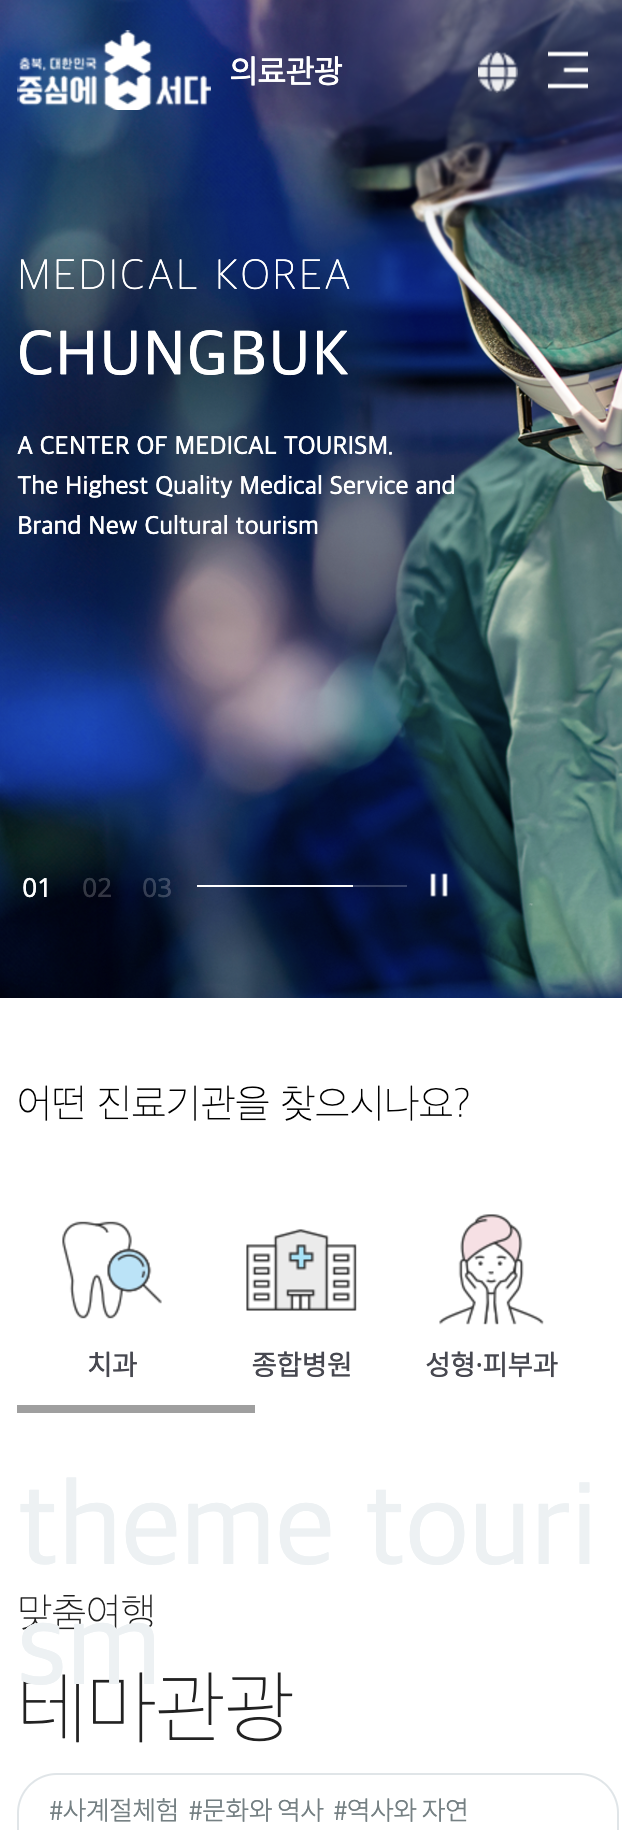 충북, 대한민국
중심에 서다
의료관광
MEDICAL KOREA
CHUNGBUK
A CENTER OF MEDICAL TOURISM.
The Highest Quality Medical Service and
Brand New Cultural tourism
01 02 03
어떤 진료기관을 찾으시나요?
치과 종합병원 성형·피부과
theme touri
맞춤여행
sm
테마관광
#사계절체험 #문화와 역사 #역사와 자연